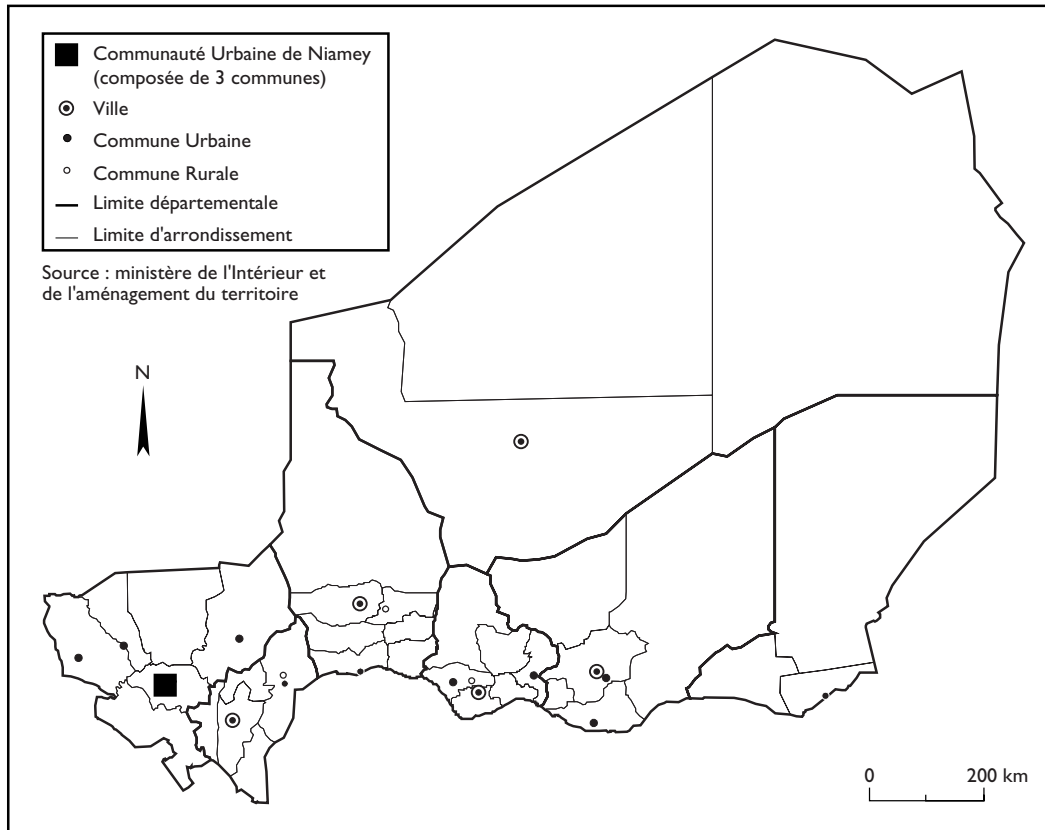 Communauté Urbaine de Niamey
(composée de 3 communes)
Ville
Commune Urbaine
Commune Rurale
Limite départementale
Limite d'arrondissement
Source : ministère de l'Intérieur et
de l'aménagement du territoire
N
0 200 km